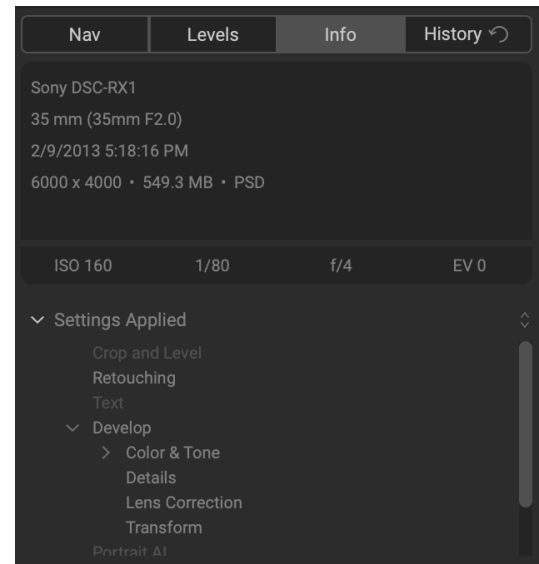 Nav Levels Info History
Sony DSC-RX1
35 mm (35mm F2.0)
2/9/2013 5:18:16 PM
6000 x 4000 • 549.3 MB • PSD
ISO 160 1/80 f/4 EV 0
Settings Applied
Crop and Level
Retouching
Text
Develop
Color & Tone
Details
Lens Correction
Transform
Portrait AI